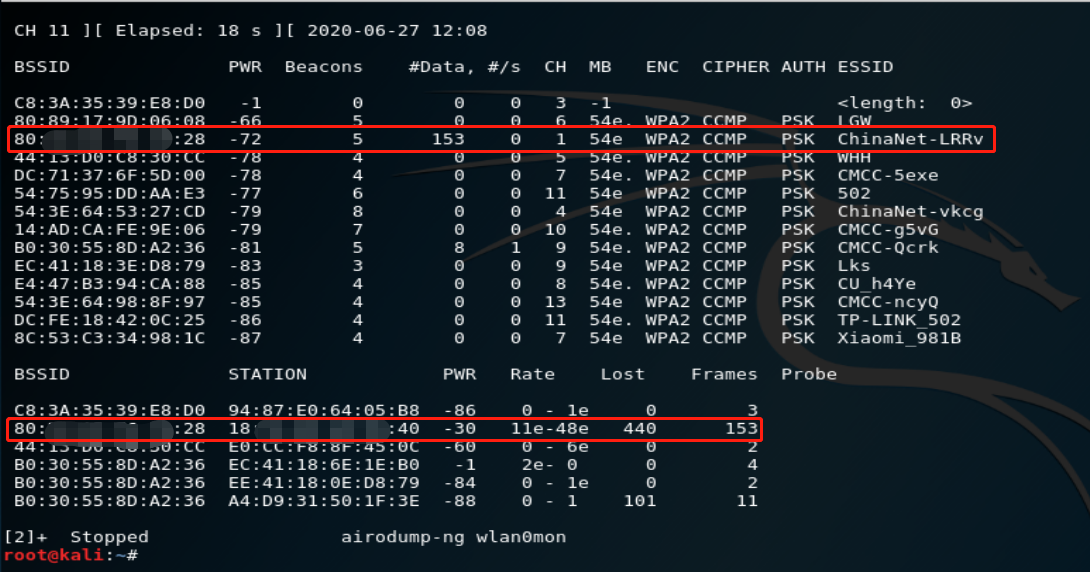 CH 11 ][ Elapsed: 18 s ][ 2020-06-27 12:08
BSSID PWR Beacons #Data, #/s CH MB ENC CIPHER AUTH ESSID
C8:3A:35:39:E8:D0 -1 0 0 0 3 -1 <length: 0>
80:89:17:9D:06:08 -66 5 0 0 6 54e. WPA2 CCMP PSK LGW
80: :28 -72 5 153 0 1 54e WPA2 CCMP PSK ChinaNet-LRRv
44:13:D0:C8:30:CC -78 4 0 0 5 54e WPA2 CCMP PSK WHH
DC:71:37:6F:5D:00 -78 4 0 0 7 54e WPA2 CCMP PSK CMCC-5exe
54:75:95:DD:AA:E3 -77 6 0 0 11 54e WPA2 CCMP PSK 502
54:3E:64:53:27:CD -79 8 0 0 4 54e WPA2 CCMP PSK ChinaNet-vkcg
14:AD:CA:FE:9E:06 -79 7 0 0 10 54e WPA2 CCMP PSK CMCC-g5vG
B0:30:55:8D:A2:36 -81 5 8 1 9 54e WPA2 CCMP PSK CMCC-Qcrk
EC:41:18:3E:D8:79 -83 3 0 0 9 54e WPA2 CCMP PSK Lks
E4:47:B3:94:CA:88 -85 4 0 0 8 54e. WPA2 CCMP PSK CU_h4Ye
54:3E:64:98:8F:97 -85 4 0 0 13 54e WPA2 CCMP PSK CMCC-ncyQ
DC:FE:18:42:0C:25 -86 4 0 0 11 54e. WPA2 CCMP PSK TP-LINK_502
8C:53:C3:34:98:1C -87 4 0 0 7 54e WPA2 CCMP PSK Xiaomi_981B
BSSID STATION PWR Rate Lost Frames Probe
C8:3A:35:39:E8:D0 94:87:E0:64:05:B8 -86 0 - 1e 0 3
80: :28 18: :40 -30 11e-48e 440 153
44:13:D0:C8:30:CC E0:CC:F8:8F:45:0C -60 0 - 6e 0 2
B0:30:55:8D:A2:36 EC:41:18:6E:1E:B0 -1 2e- 0 0 4
B0:30:55:8D:A2:36 EE:41:18:0E:D8:79 -84 0 - 1e 0 2
B0:30:55:8D:A2:36 A4:D9:31:50:1F:3E -88 0 - 1 101 11
[2]+ Stopped airodump-ng wlan0mon
root@kali:~#